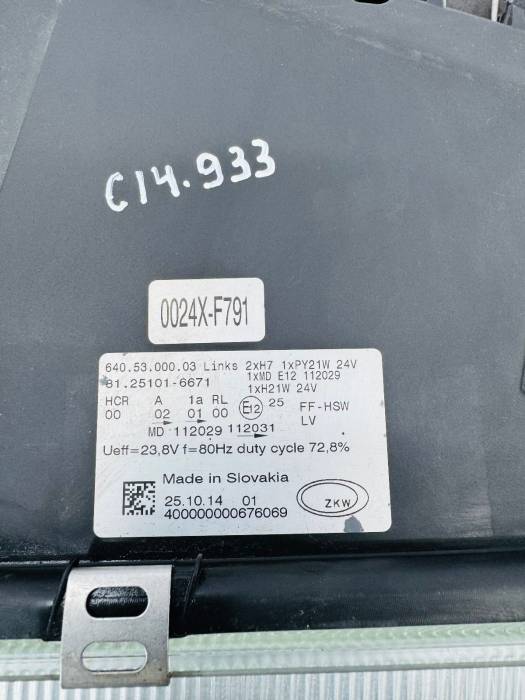 C14.933
0024X-F791
640.53.000.03 Links 2xH7 1xPY21W 24V
81.25101-6671 1xMD E12 112029
1xH21W 24V
HCR A 1a RL E12 25 FF-HSW
00 02 01 00 LV
MD 112029 112031
Ueff=23,8V f=80Hz duty cycle 72,8%
Made in Slovakia
25.10.14 01 ZKW
400000000676069